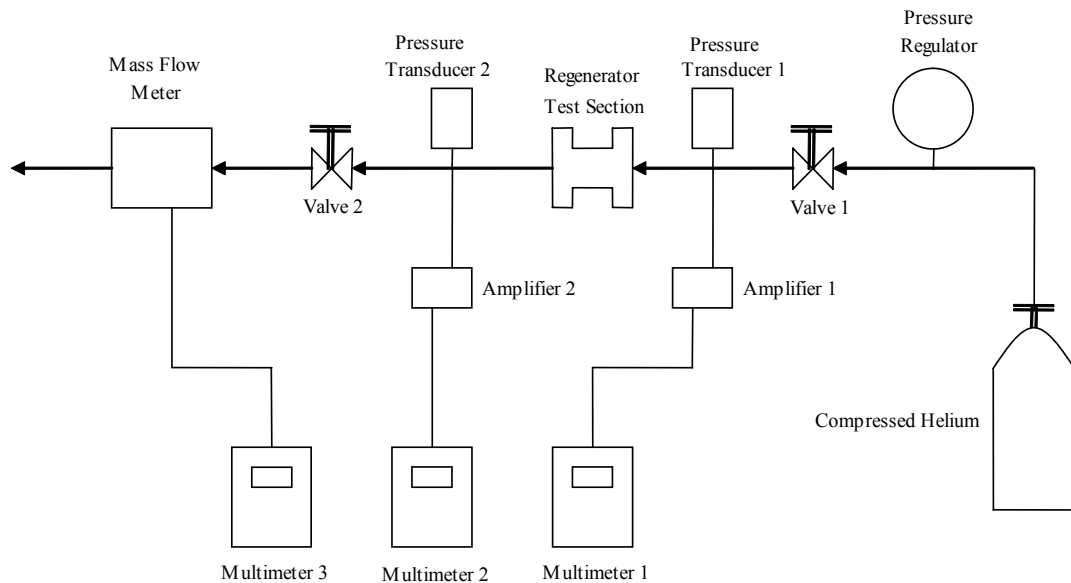 Pressure
Regulator
Pressure
Transducer 2
Pressure
Transducer 1
Mass Flow
Meter
Regenerator
Test Section
Valve 2
Valve 1
Amplifier 2
Amplifier 1
Compressed Helium
Multimeter 3
Multimeter 2
Multimeter 1